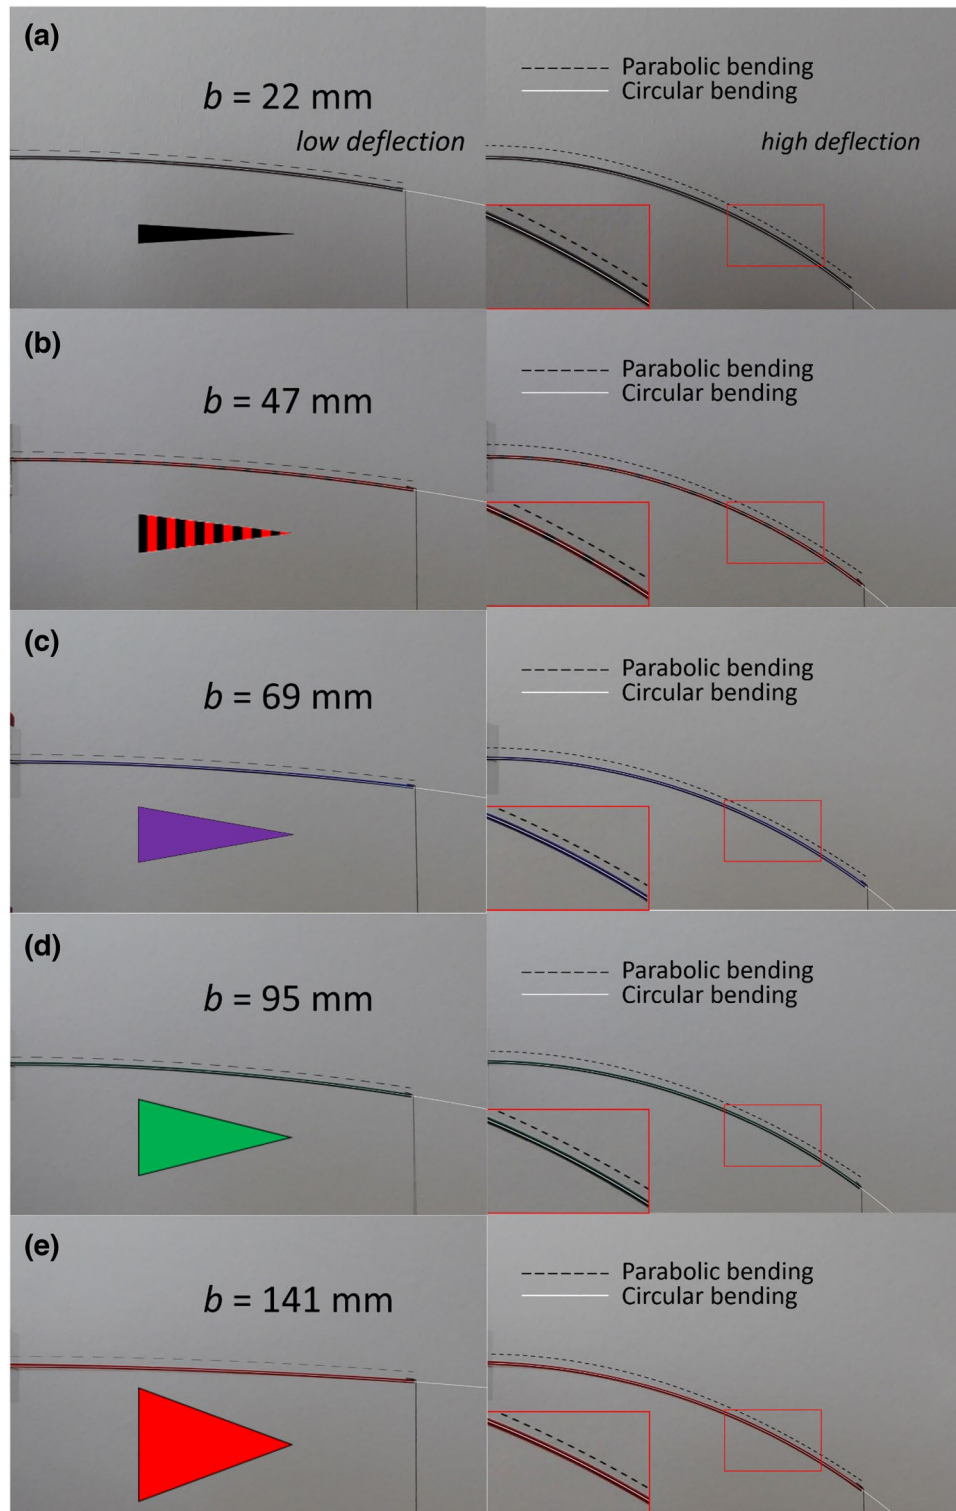 (a)
b = 22 mm
low deflection
Parabolic bending
Circular bending
high deflection
(b)
b = 47 mm
Parabolic bending
Circular bending
(c)
b = 69 mm
Parabolic bending
Circular bending
(d)
b = 95 mm
Parabolic bending
Circular bending
(e)
b = 141 mm
Parabolic bending
Circular bending